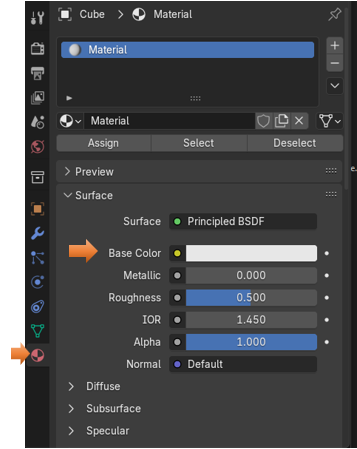 Cube > Material
Material
Material
Assign Select Deselect
Preview
Surface
Surface Principled BSDF
Base Color
Metallic 0.000
Roughness 0.500
IOR 1.450
Alpha 1.000
Normal Default
Diffuse
Subsurface
Specular